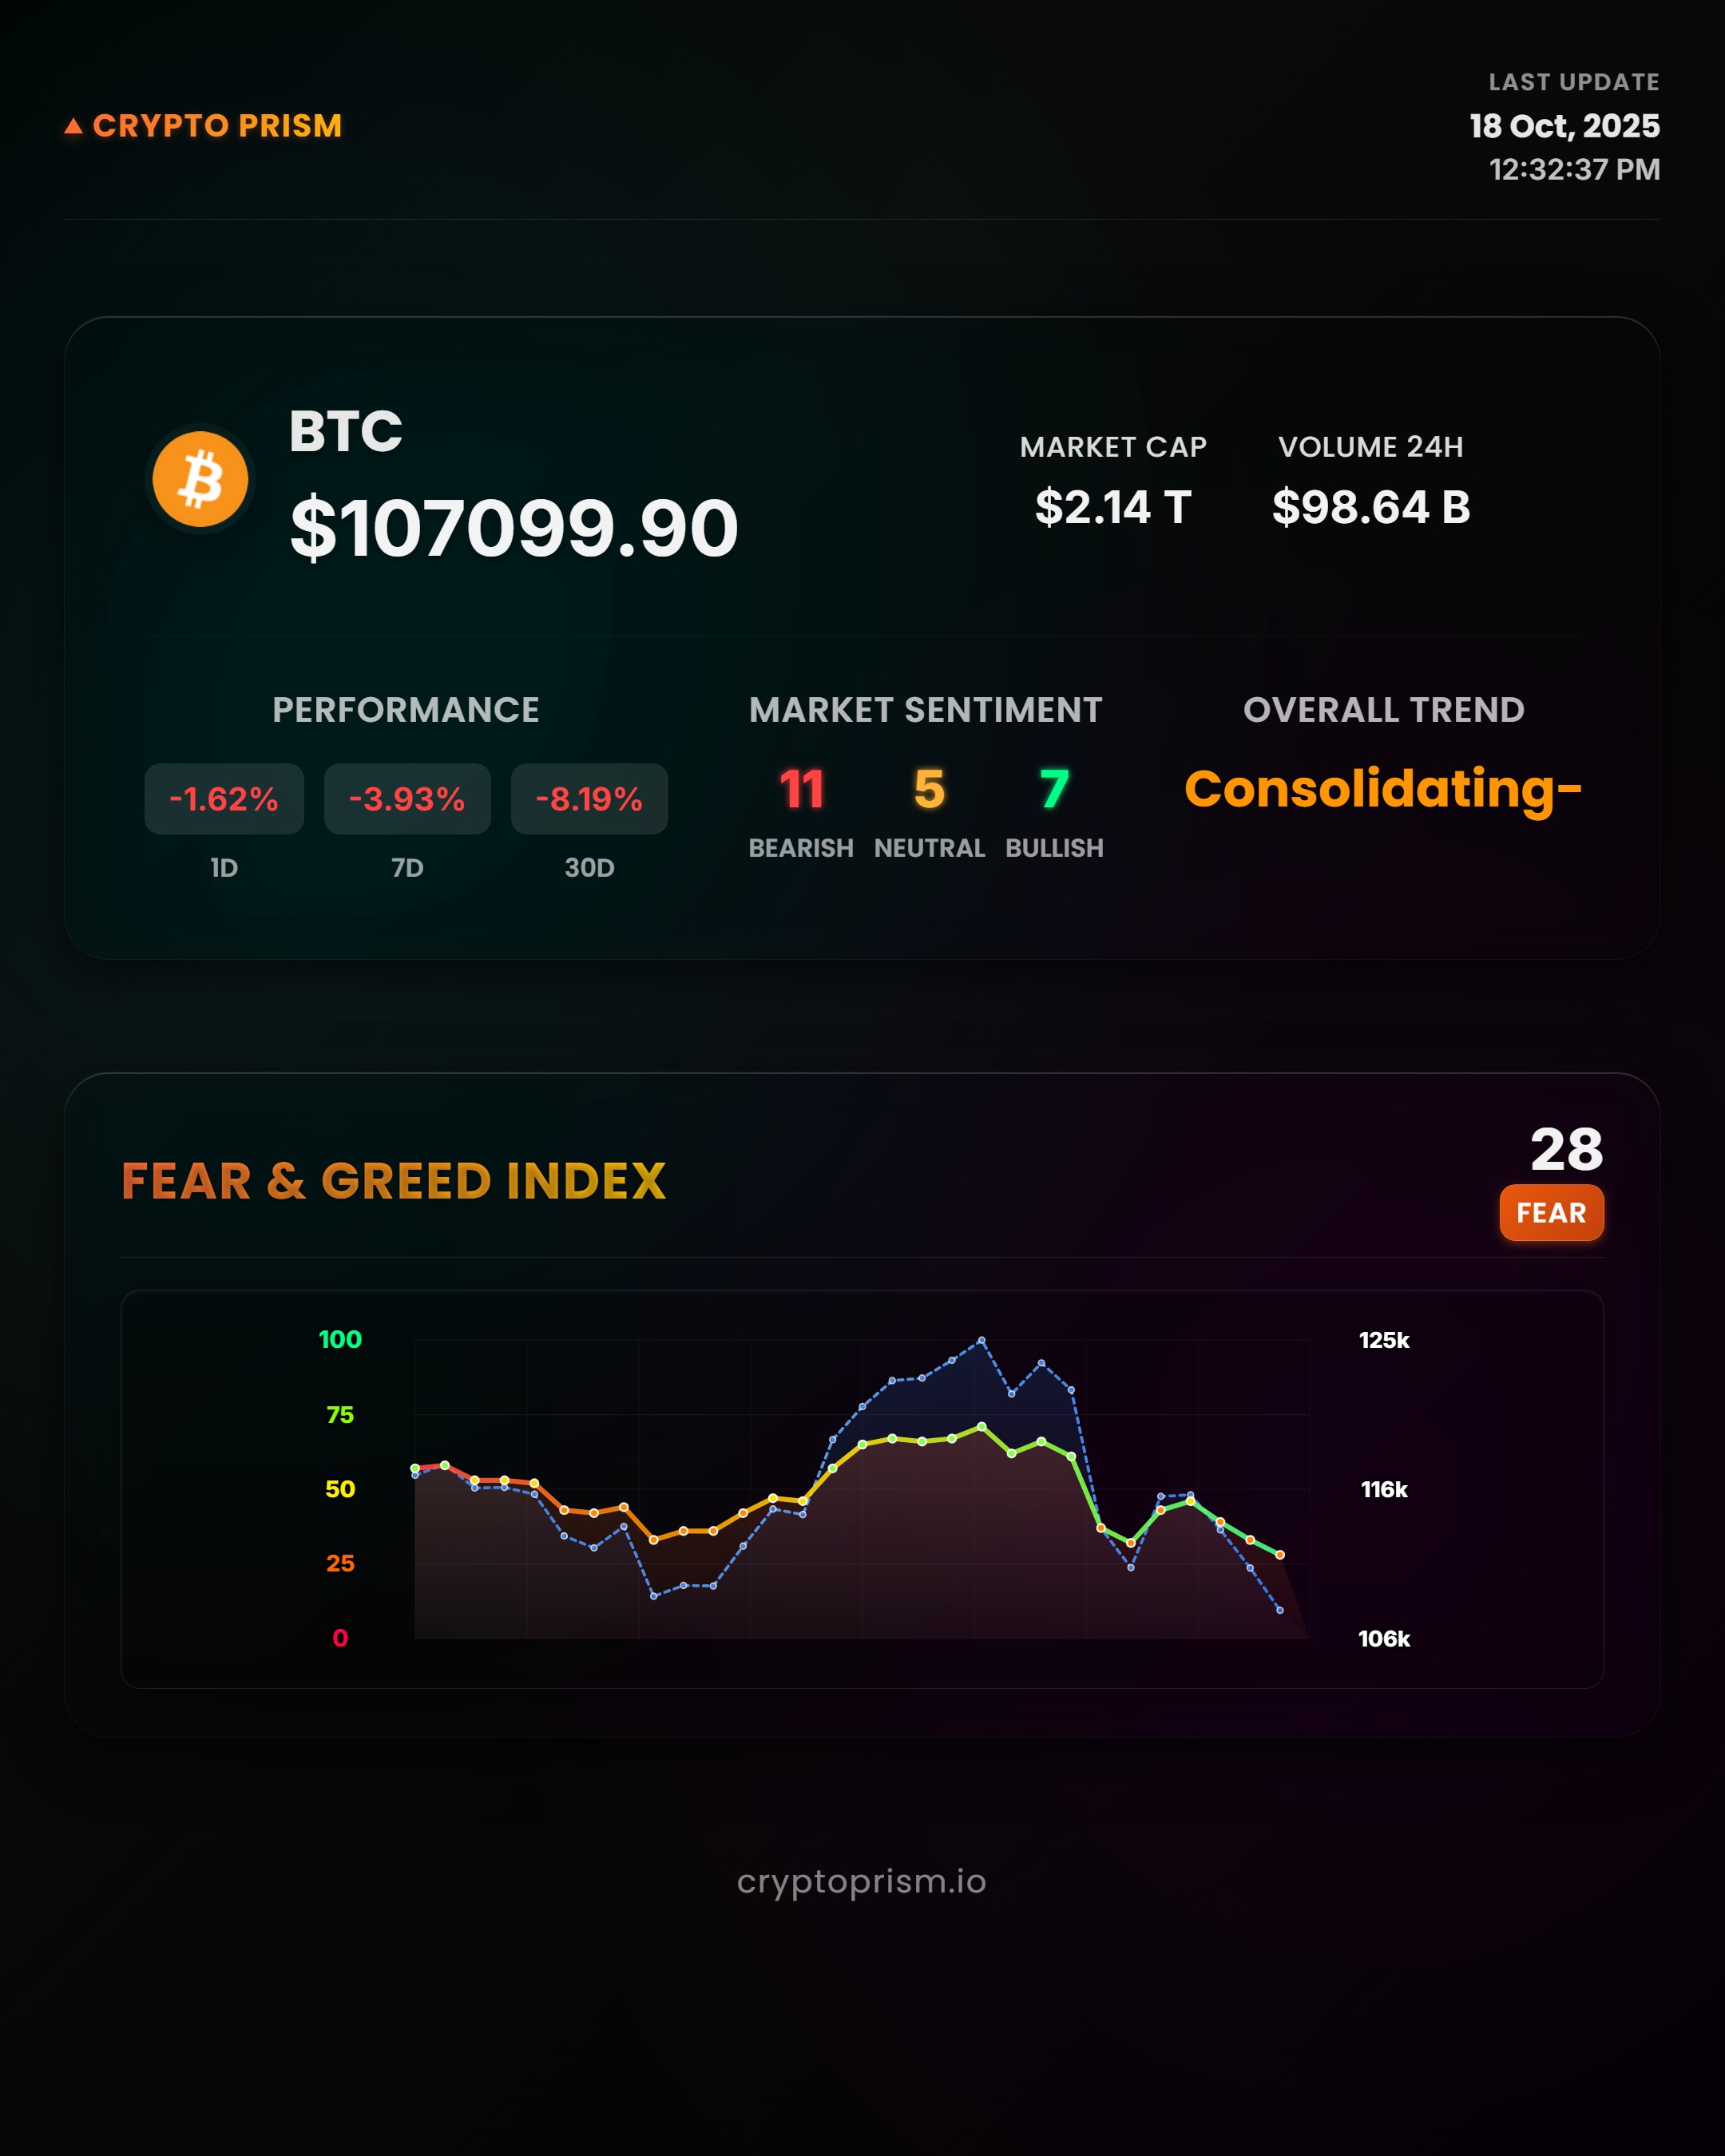 CRYPTO PRISM
LAST UPDATE
18 Oct, 2025
12:32:37 PM
BTC
$107099.90
MARKET CAP
$2.14 T
VOLUME 24H
$98.64 B
PERFORMANCE
-1.62% -3.93% -8.19%
1D 7D 30D
MARKET SENTIMENT
11 5 7
BEARISH NEUTRAL BULLISH
OVERALL TREND
Consolidating-
FEAR & GREED INDEX
28
FEAR
100
75
50
25
0
125k
116k
106k
cryptoprism.io